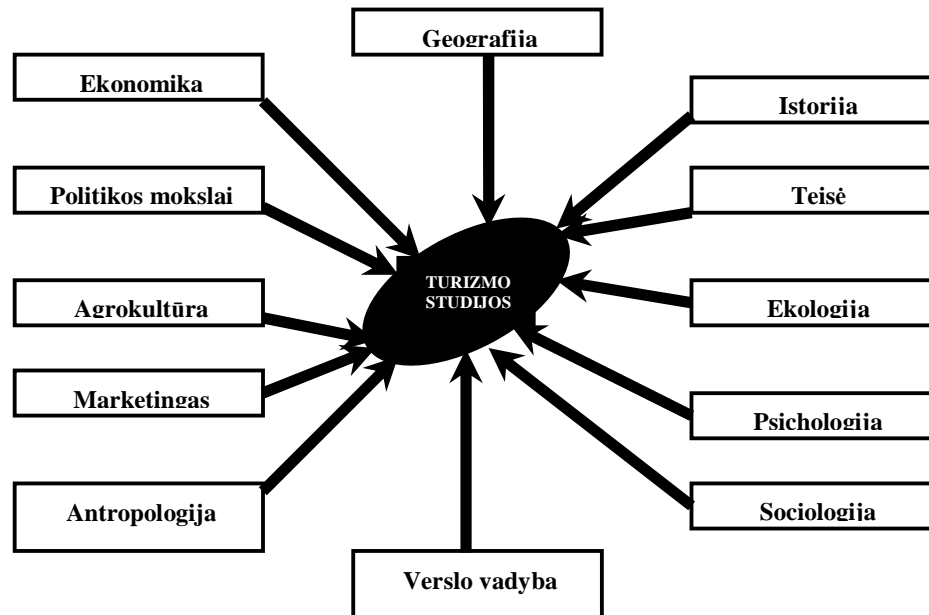 Geografija
Ekonomika
Istorija
Politikos mokslai
Teisė
TURIZMO
STUDIJOS
Agrokultūra
Ekologija
Marketingas
Psichologija
Antropologija
Sociologija
Verslo vadyba